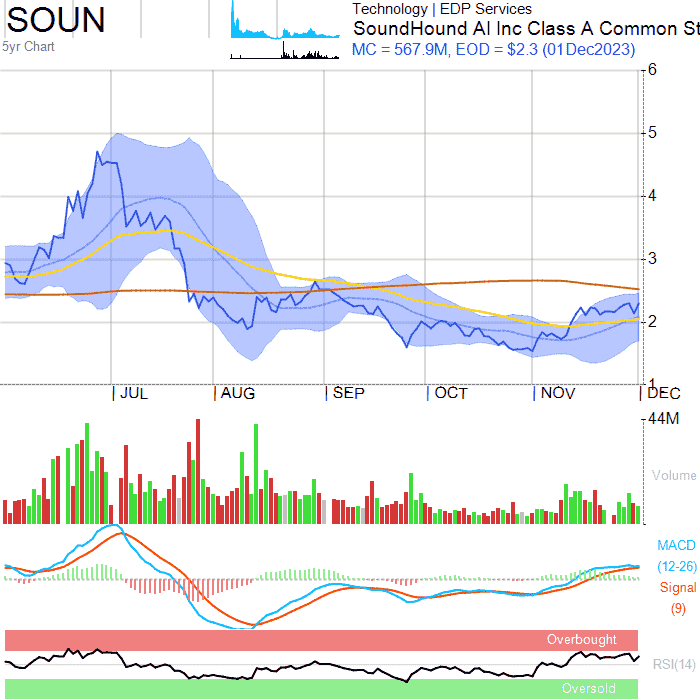 SOUN
Technology | EDP Services
SoundHound AI Inc Class A Common St
5yr Chart
MC = 567.9M, EOD = $2.3 (01Dec2023)
6
5
4
3
2
1
| JUL | AUG | SEP | OCT | NOV | DEC
44M
Volume
MACD
(12-26)
Signal
(9)
Overbought
RSI(14)
Oversold